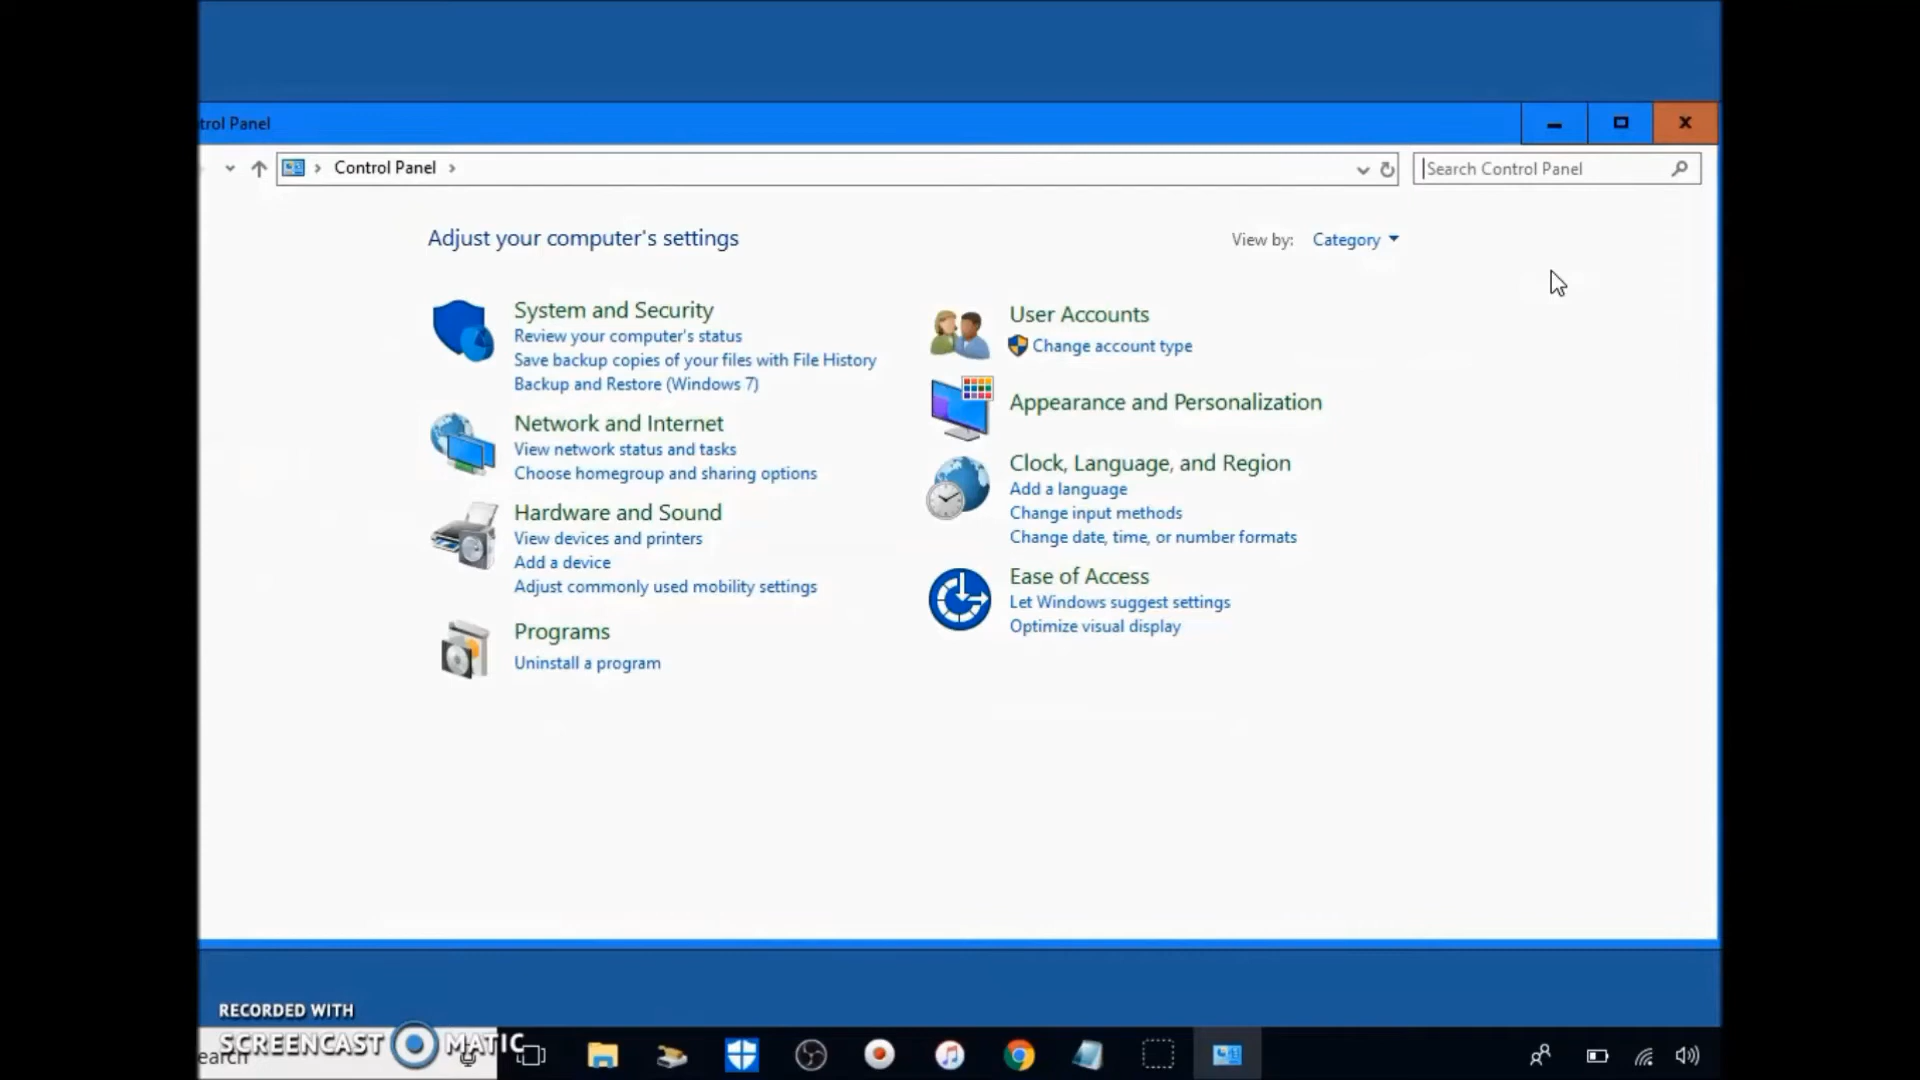 trol Panel
Control Panel
Search Control Panel
Adjust your computer's settings
View by: Category
System and Security
Review your computer's status
Save backup copies of your files with File History
Backup and Restore (Windows 7)
Network and Internet
View network status and tasks
Choose homegroup and sharing options
Hardware and Sound
View devices and printers
Add a device
Adjust commonly used mobility settings
Programs
Uninstall a program
User Accounts
Change account type
Appearance and Personalization
Clock, Language, and Region
Add a language
Change input methods
Change date, time, or number formats
Ease of Access
Let Windows suggest settings
Optimize visual display
RECORDED WITH
SCREENCAST MATIC
earch